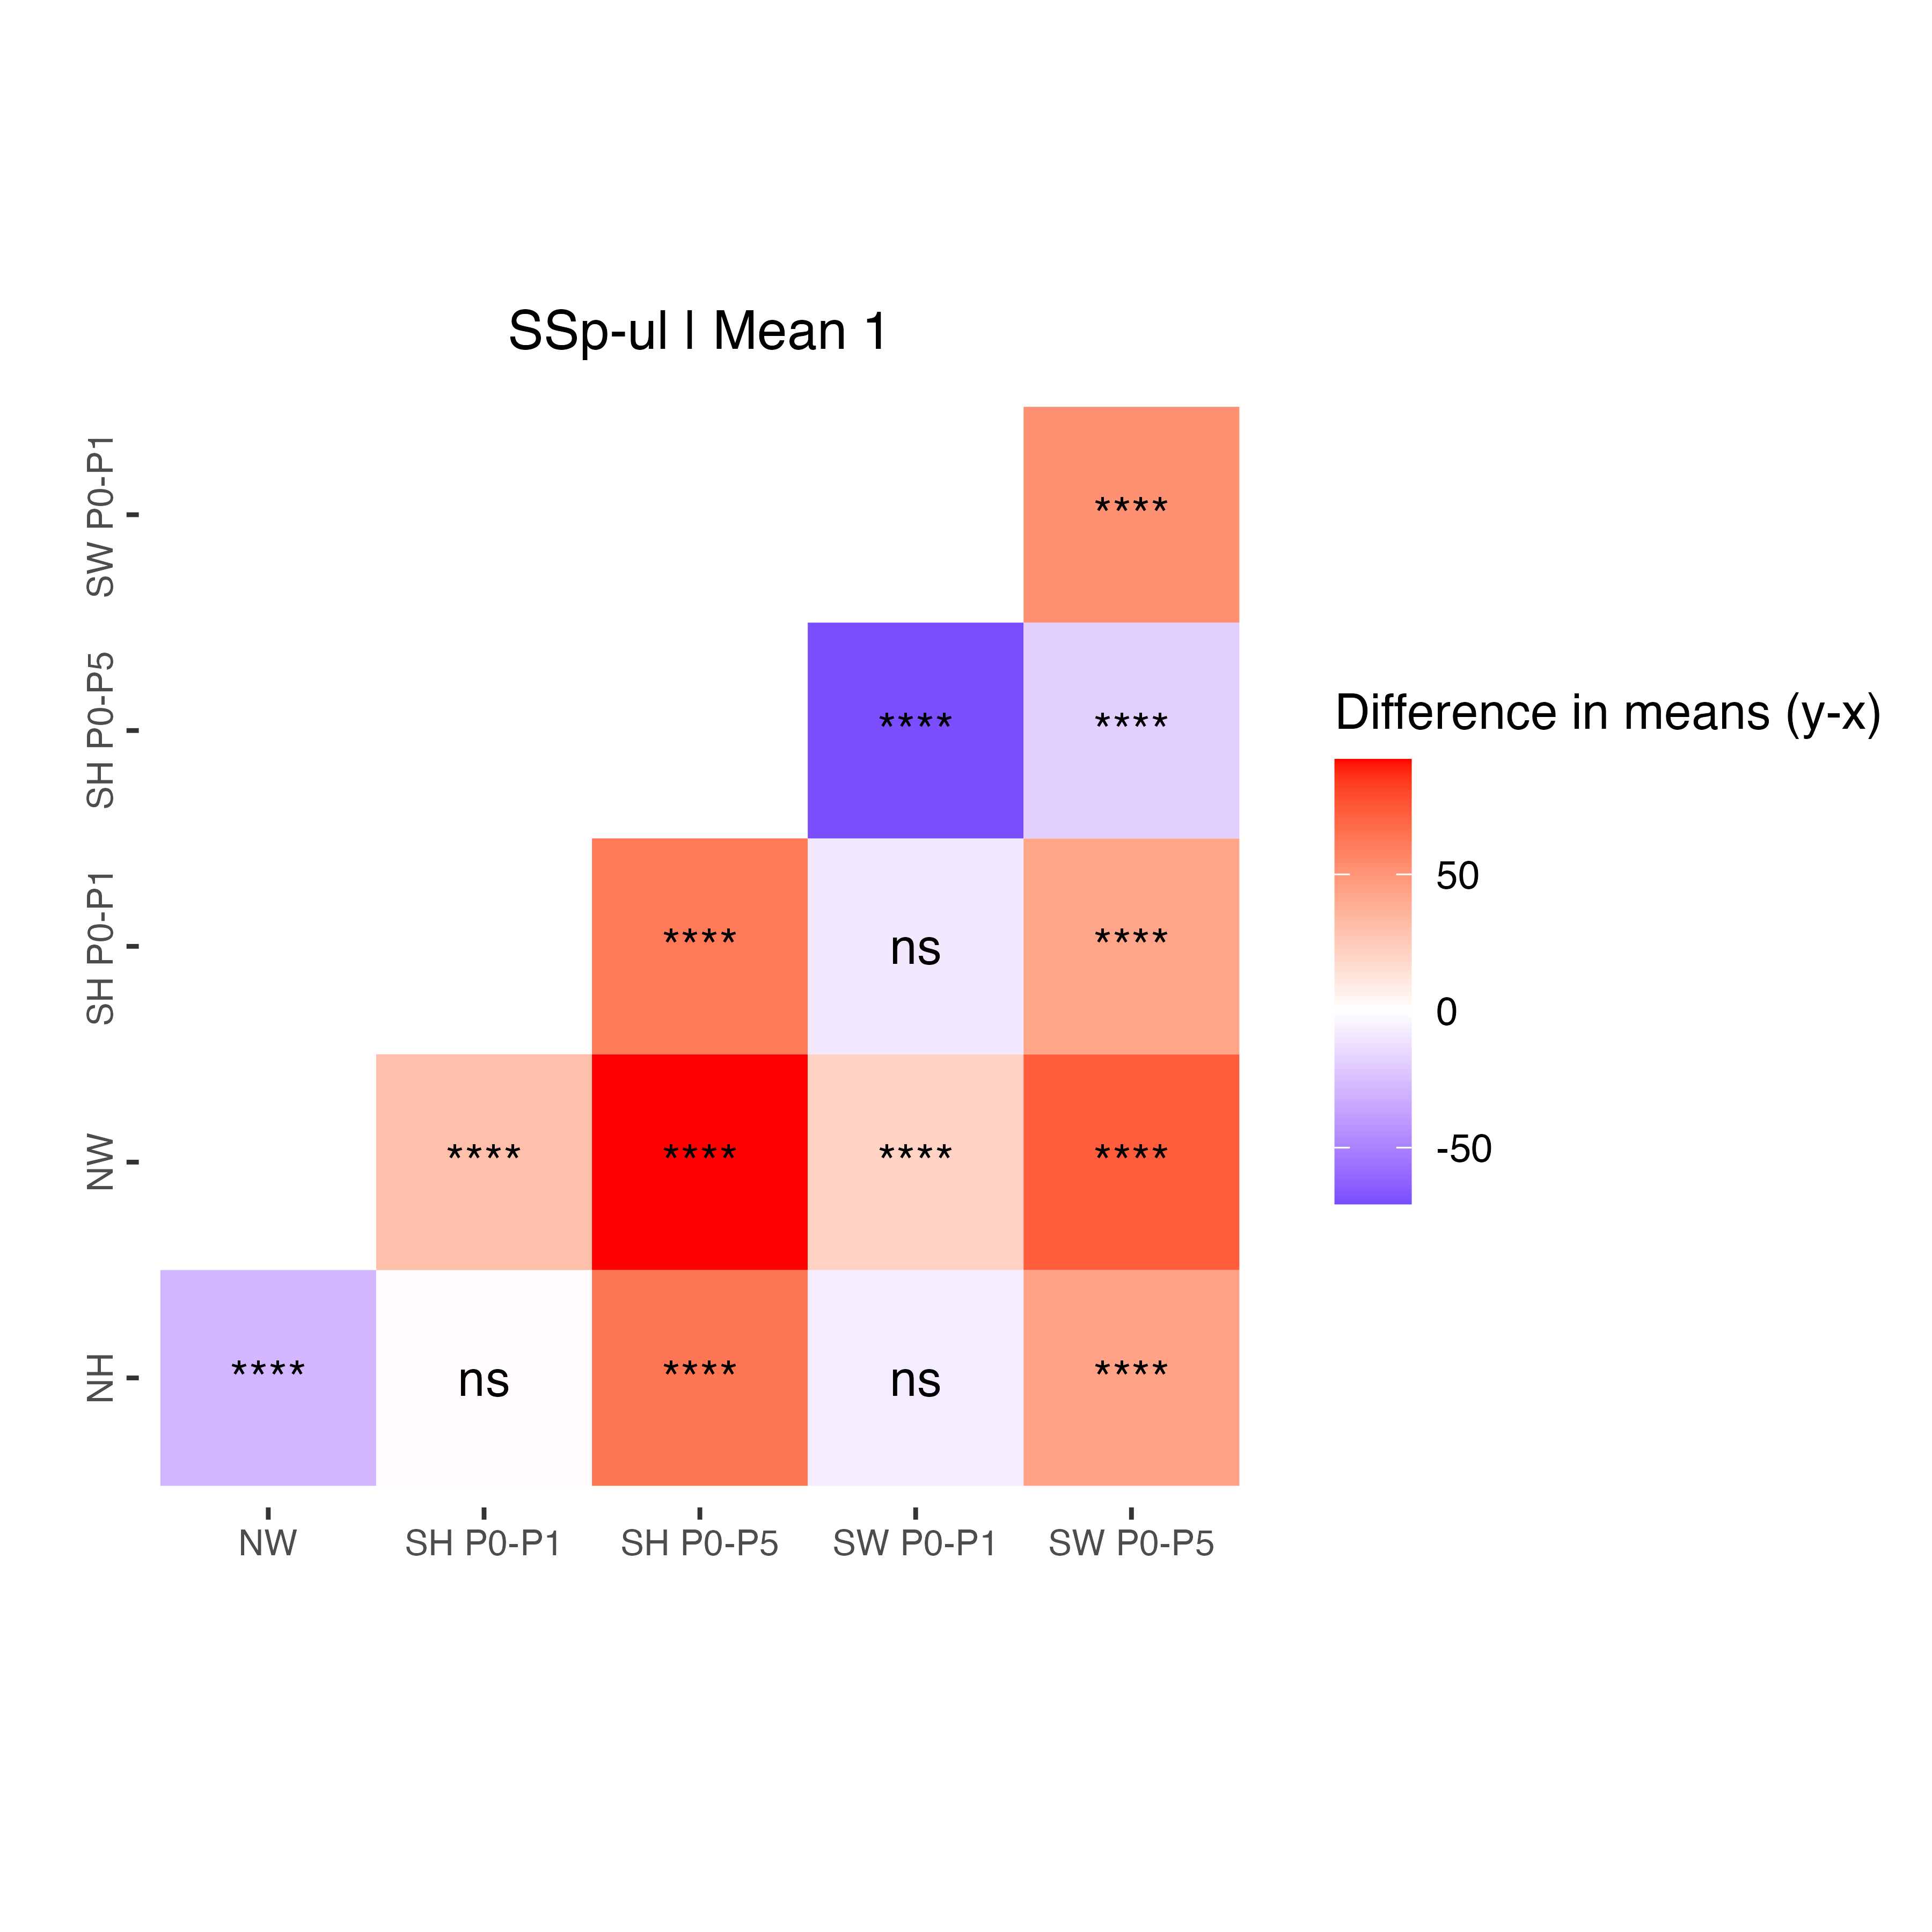 SSp-ul | Mean 1
SW P0-P1
****
SH P0-P5
**** ****
SH P0-P1
**** ns ****
NW
**** **** **** ****
NH
**** ns **** ns ****
NW SH P0-P1 SH P0-P5 SW P0-P1 SW P0-P5
Difference in means (y-x)
50
0
-50